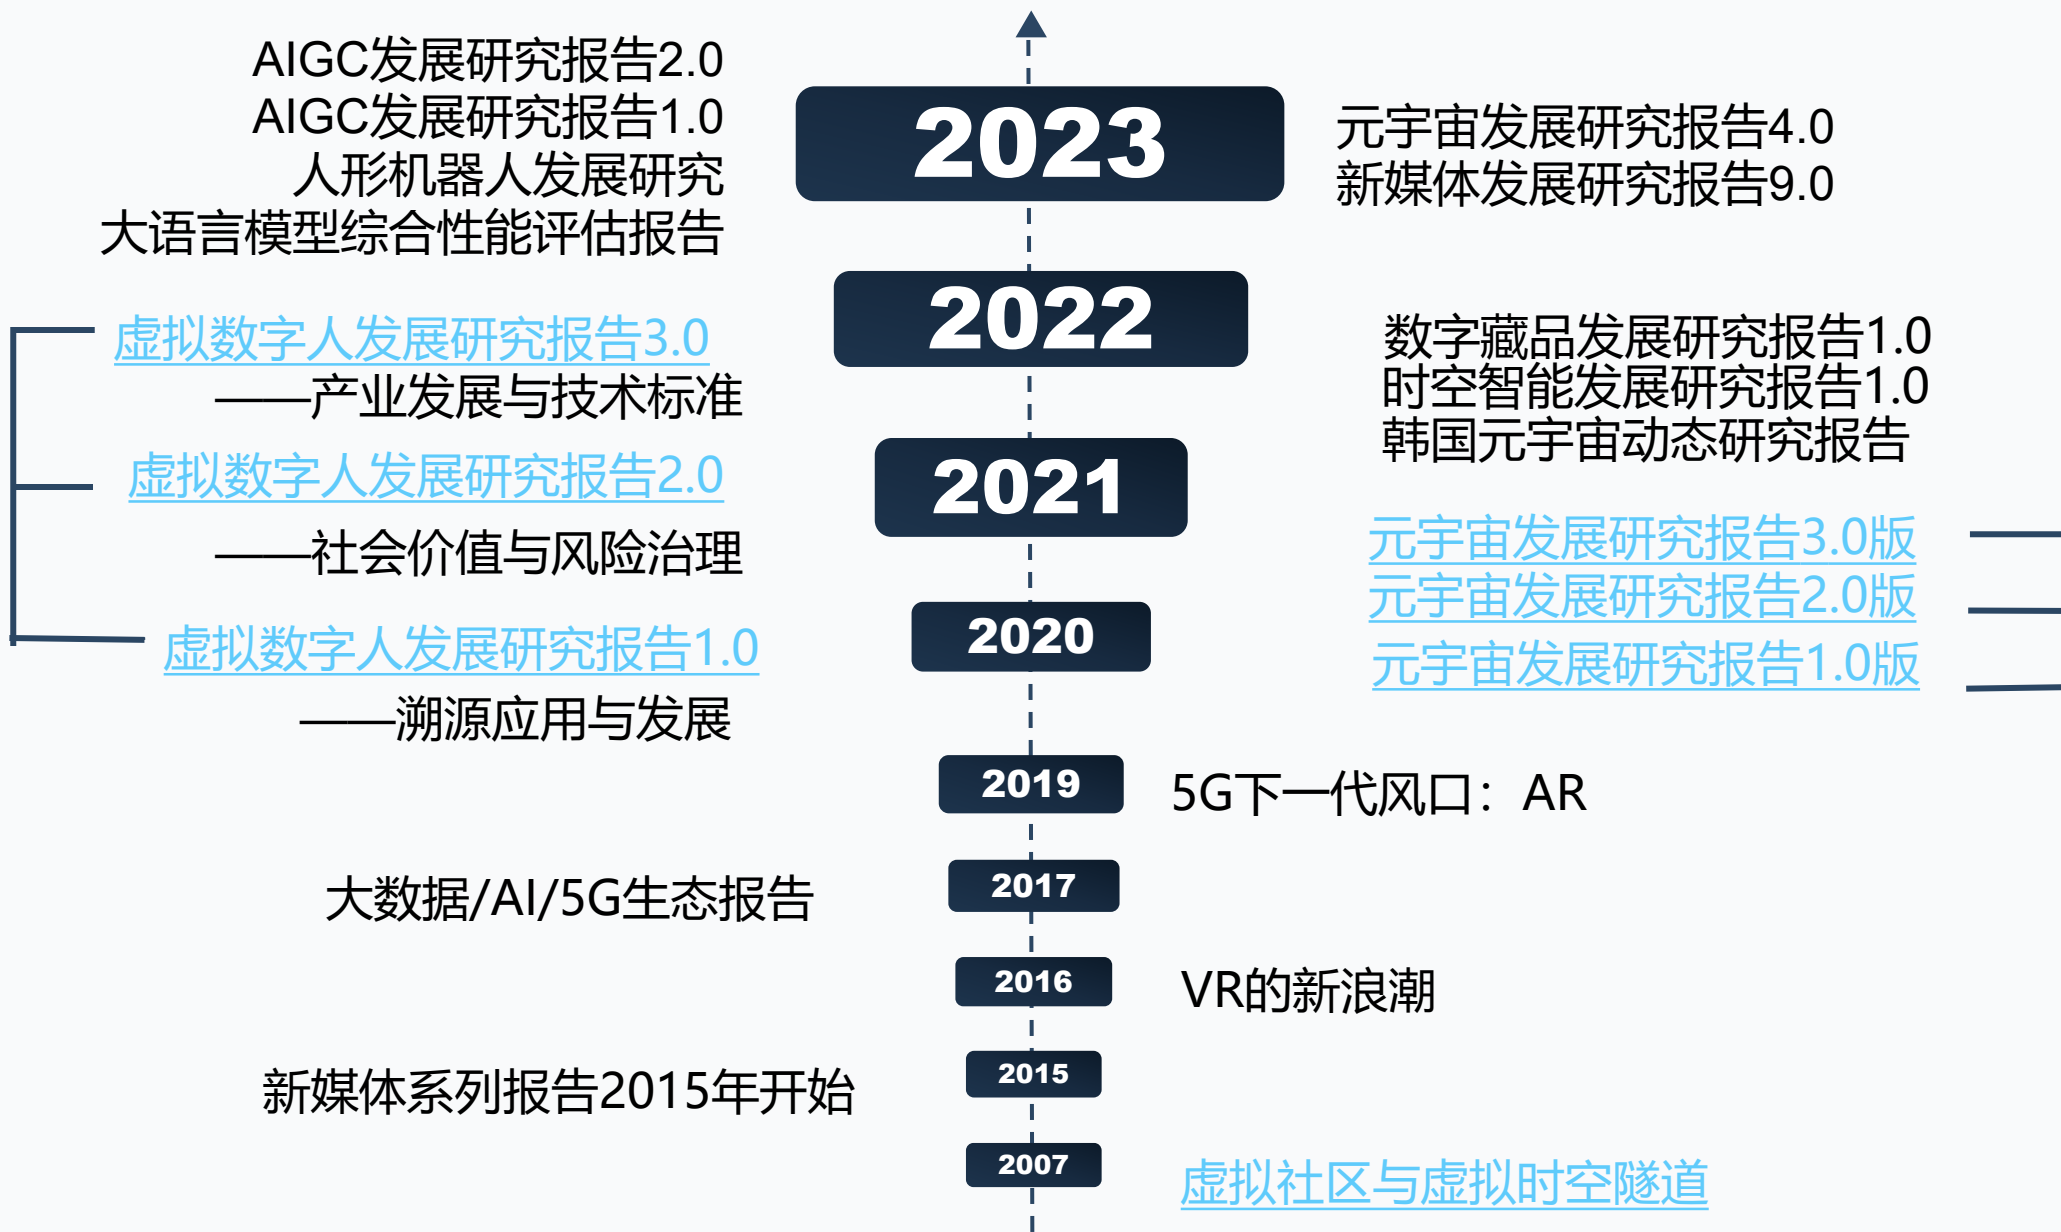 AIGC发展研究报告2.0
AIGC发展研究报告1.0
人形机器人发展研究
大语言模型综合性能评估报告
2023
元宇宙发展研究报告4.0
新媒体发展研究报告9.0
虚拟数字人发展研究报告3.0
——产业发展与技术标准
2022
数字藏品发展研究报告1.0
时空智能发展研究报告1.0
韩国元宇宙动态研究报告
虚拟数字人发展研究报告2.0
——社会价值与风险治理
2021
元宇宙发展研究报告3.0版
元宇宙发展研究报告2.0版
元宇宙发展研究报告1.0版
虚拟数字人发展研究报告1.0
——溯源应用与发展
2020
2019
5G下一代风口：AR
大数据/AI/5G生态报告
2017
2016
VR的新浪潮
新媒体系列报告2015年开始
2015
2007
虚拟社区与虚拟时空隧道